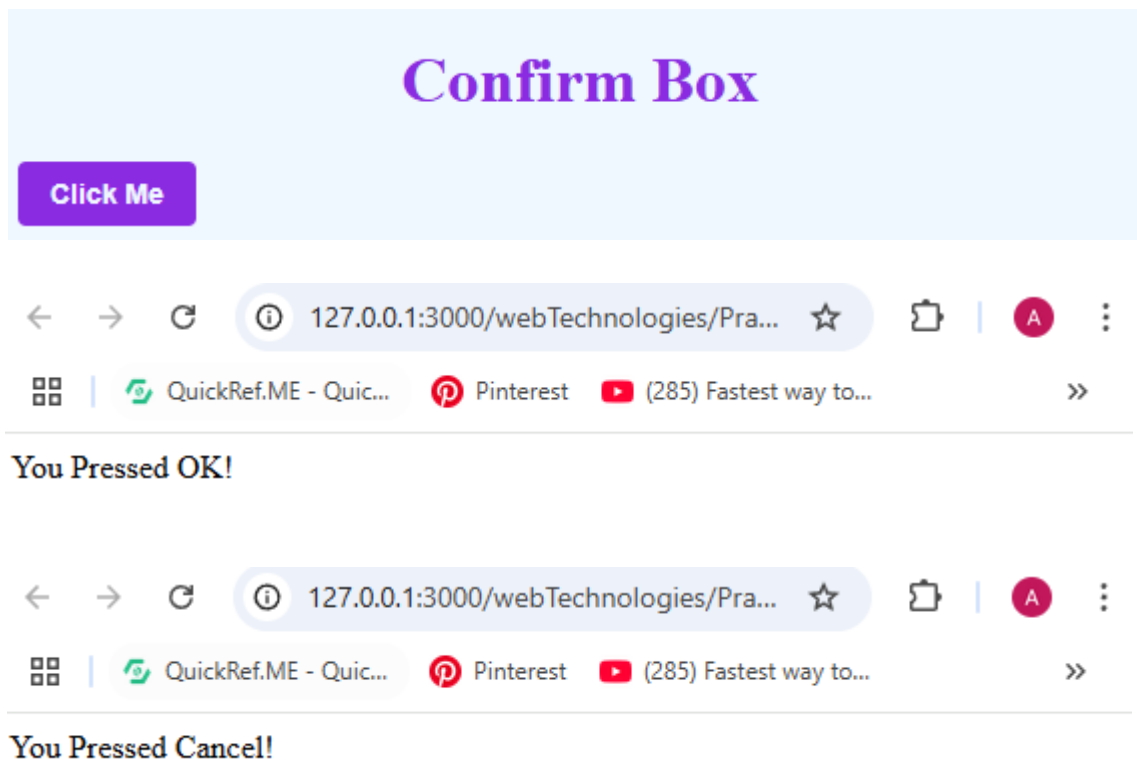 Confirm Box
Click Me
127.0.0.1:3000/webTechnologies/Pra...
A
QuickRef.ME - Quic...
Pinterest
(285) Fastest way to...
You Pressed OK!
127.0.0.1:3000/webTechnologies/Pra...
A
QuickRef.ME - Quic...
Pinterest
(285) Fastest way to...
You Pressed Cancel!